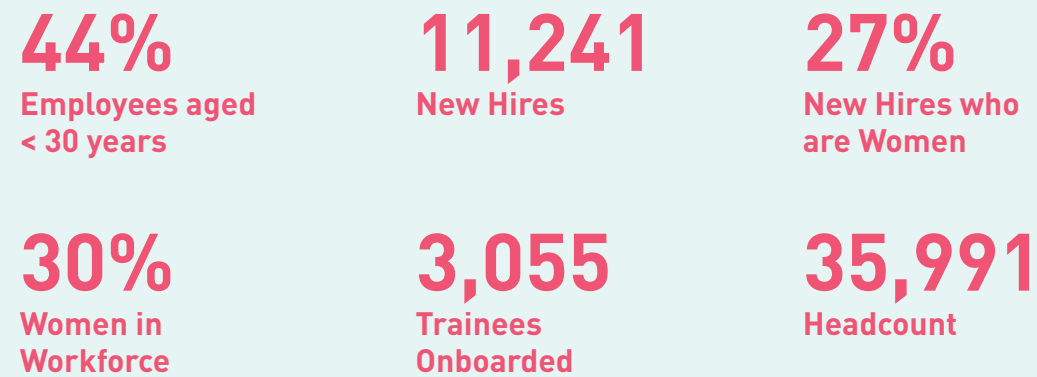 44%
Employees aged
< 30 years
11,241
New Hires
27%
New Hires who
are Women
30%
Women in
Workforce
3,055
Trainees
Onboarded
35,991
Headcount